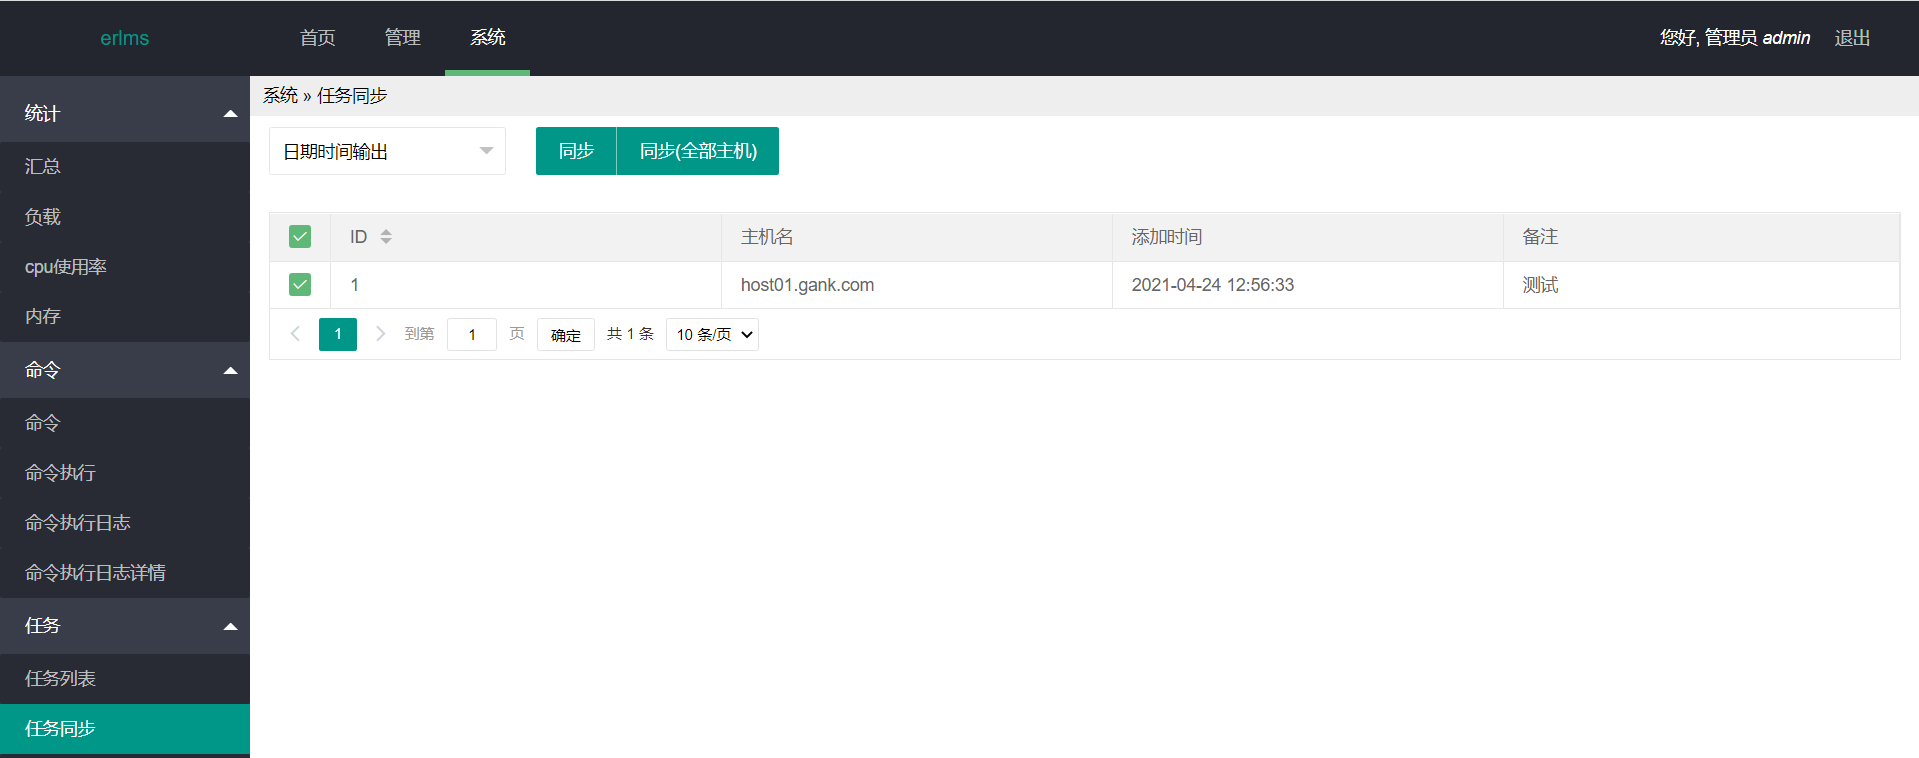 erlms 首页 管理 系统 您好, 管理员 admin 退出
统计
汇总
负载
cpu使用率
内存
命令
命令
命令执行
命令执行日志
命令执行日志详情
任务
任务列表
任务同步
系统 » 任务同步
日期时间输出 同步 同步(全部主机)
ID 主机名 添加时间 备注
1 host01.gank.com 2021-04-24 12:56:33 测试
1 到第 1 页 确定 共 1 条 10 条/页